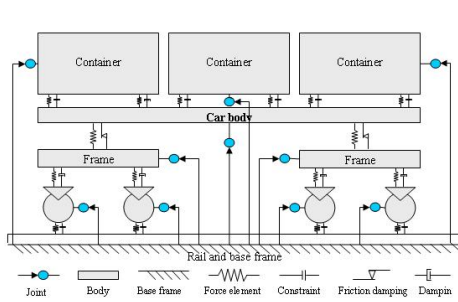 Container Container Container
Car body
Frame Frame
Rail and base frame
Joint Body Base frame Force element Constraint Friction damping Dampin